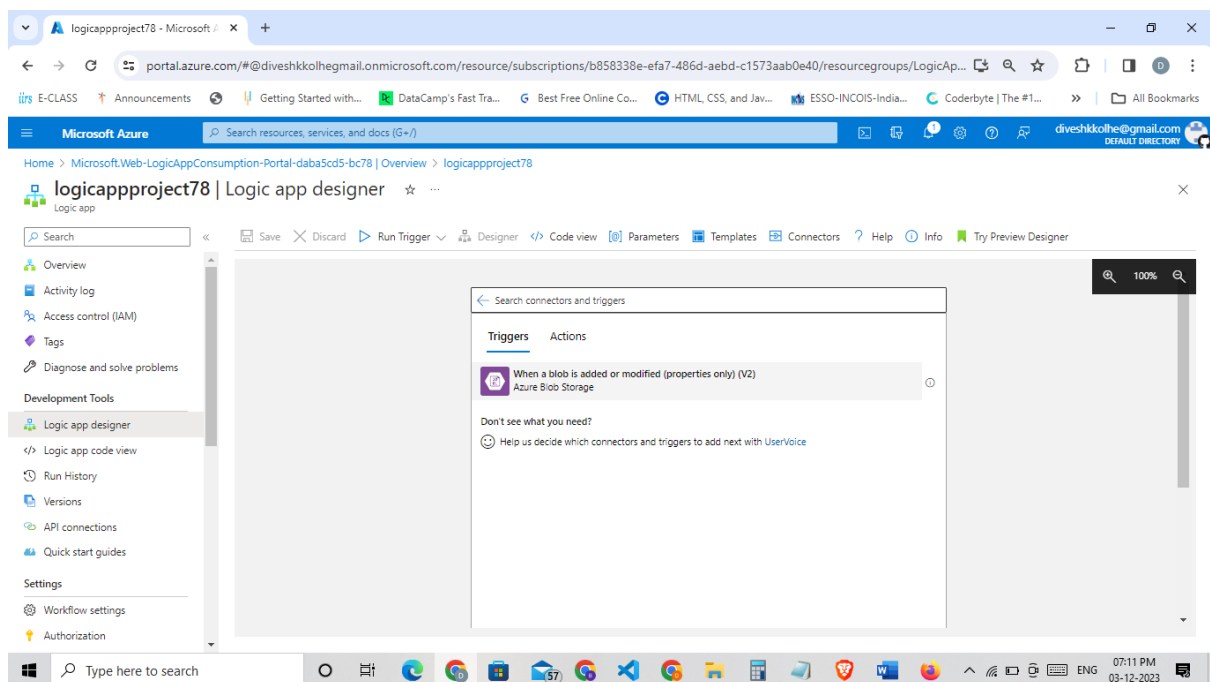 logicappproject78 - Microsoft A
portal.azure.com/#@diveshkkolhegmail.onmicrosoft.com/resource/subscriptions/b858338e-efa7-486d-aebd-c1573aab0e40/resourcegroups/LogicAp...
E-CLASS Announcements Getting Started with... DataCamp's Fast Tra... Best Free Online Co... HTML, CSS, and Jav... ESSO-INCOIS-India... Coderbyte | The #1... » All Bookmarks
Microsoft Azure Search resources, services, and docs (G+/) 1 diveshkkolhe@gmail.com
DEFAULT DIRECTORY
Home > Microsoft.Web-LogicAppConsumption-Portal-daba5cd5-bc78 | Overview > logicappproject78
logicappproject78 | Logic app designer
Logic app
Search « Save Discard Run Trigger Designer Code view Parameters Templates Connectors Help Info Try Preview Designer
Overview
Activity log
Access control (IAM)
Tags
Diagnose and solve problems
Development Tools
Logic app designer
Logic app code view
Run History
Versions
API connections
Quick start guides
Settings
Workflow settings
Authorization
100%
Search connectors and triggers
Triggers Actions
When a blob is added or modified (properties only) (V2)
Azure Blob Storage
Don't see what you need?
Help us decide which connectors and triggers to add next with UserVoice
Type here to search 57 ENG 07:11 PM
03-12-2023